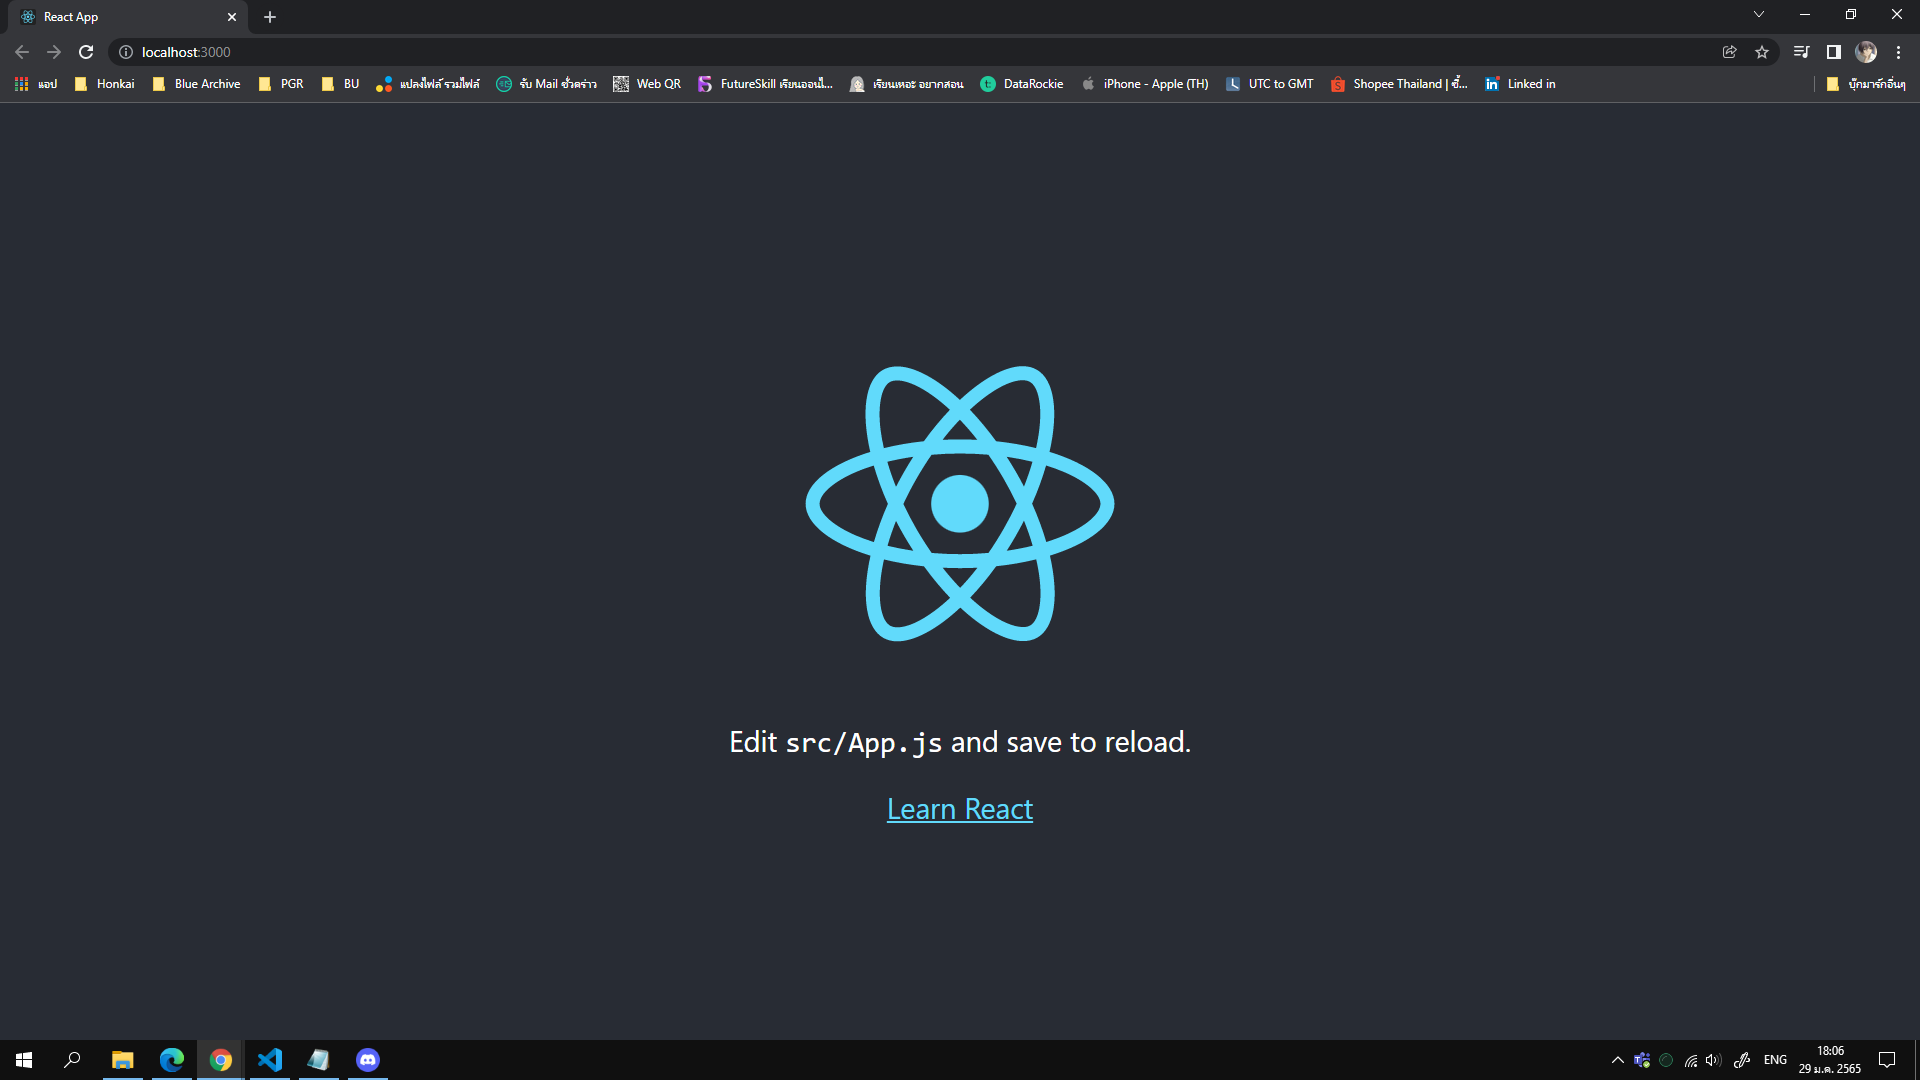 React App
localhost:3000
แอป Honkai Blue Archive PGR BU แปลงไฟล์ รวมไฟล์ รับ Mail ชั่วคราว Web QR FutureSkill เรียนออนไ... เรียนเหอะ อยากสอน DataRockie iPhone - Apple (TH) UTC to GMT Shopee Thailand | ซื้... Linked in บุ๊กมาร์กอื่นๆ
Edit src/App.js and save to reload.
Learn React
ENG
18:06
29 ม.ค. 2565